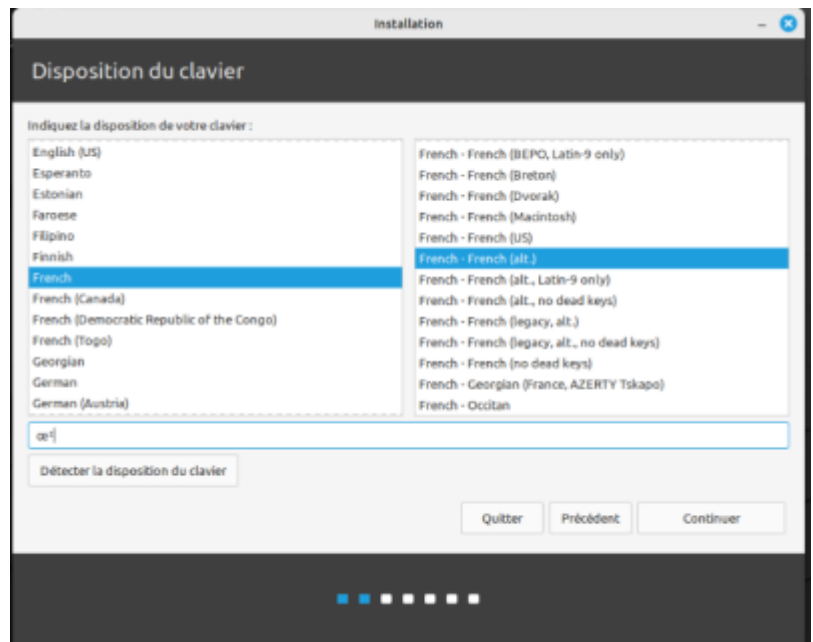 Installation
Disposition du clavier
Indiquez la disposition de votre clavier :
English (US)
Esperanto
Estonian
Faroese
Filipino
Finnish
French
French (Canada)
French (Democratic Republic of the Congo)
French (Togo)
Georgian
German
German (Austria)
French - French (BEPO, Latin-9 only)
French - French (Breton)
French - French (Dvorak)
French - French (Macintosh)
French - French (US)
French - French (alt.)
French - French (alt., Latin-9 only)
French - French (alt., no dead keys)
French - French (legacy, alt.)
French - French (legacy, alt., no dead keys)
French - French (no dead keys)
French - Georgian (France, AZERTY Tskapo)
French - Occitan
Détecter la disposition du clavier
Quitter
Précédent
Continuer